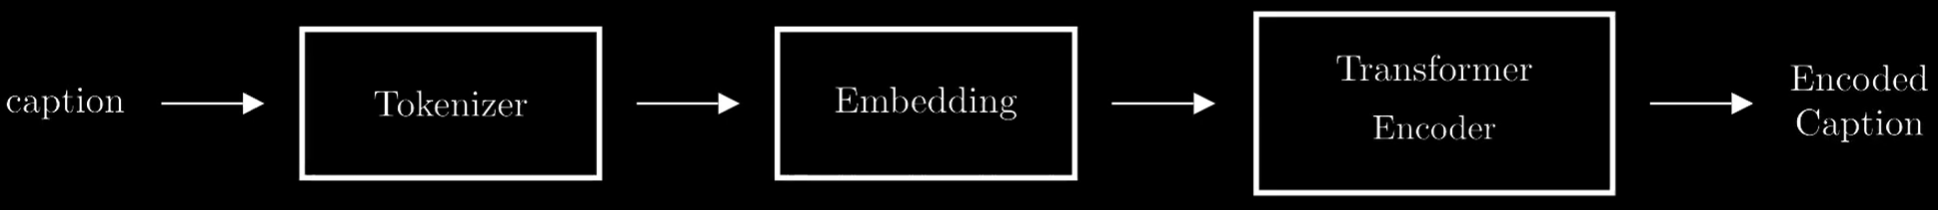 caption
Tokenizer
Embedding
Transformer
Encoder
Encoded
Caption